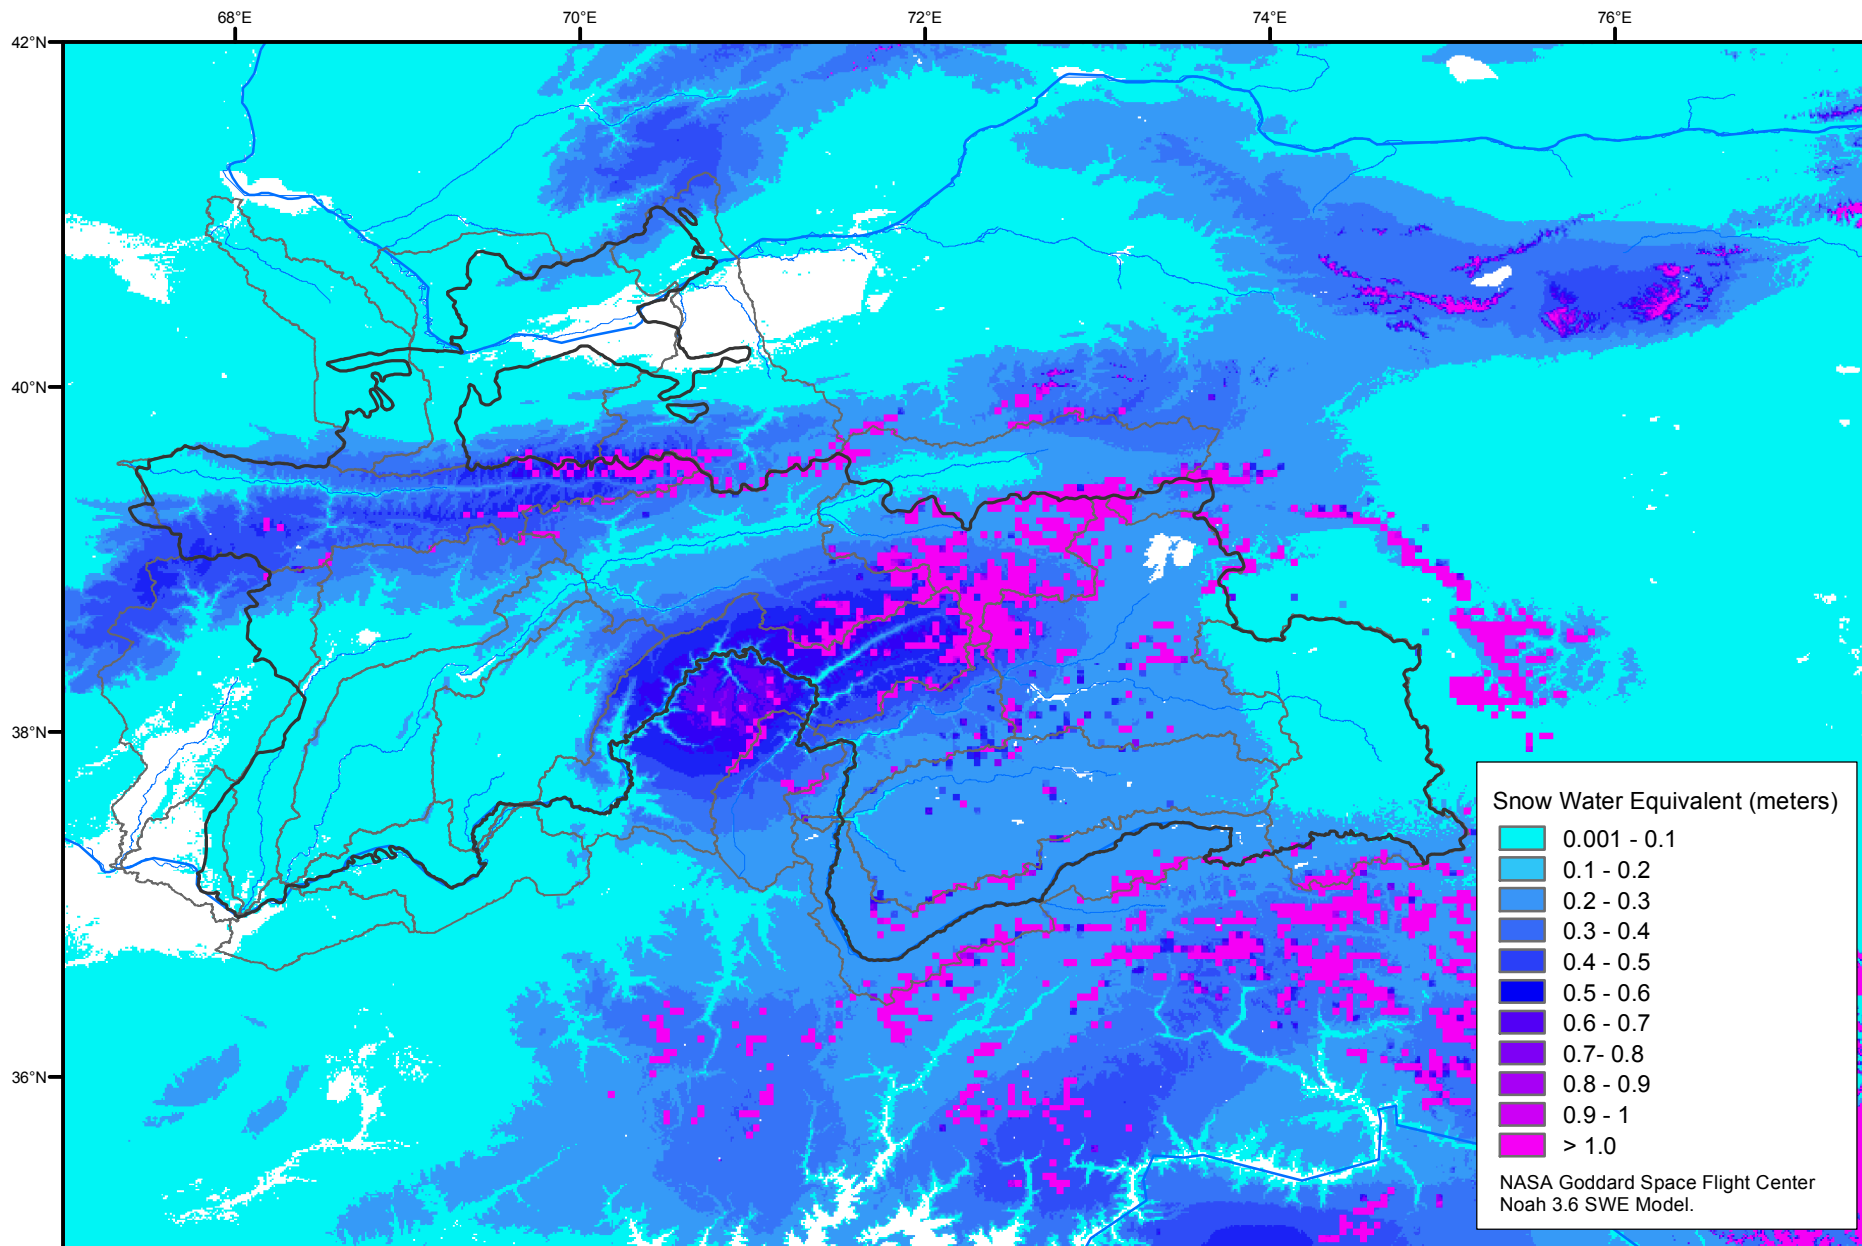 68°E 70°E 72°E 74°E 76°E
42°N
40°N
38°N
36°N
Snow Water Equivalent (meters)
0.001 - 0.1
0.1 - 0.2
0.2 - 0.3
0.3 - 0.4
0.4 - 0.5
0.5 - 0.6
0.6 - 0.7
0.7- 0.8
0.8 - 0.9
0.9 - 1
> 1.0
NASA Goddard Space Flight Center
Noah 3.6 SWE Model.